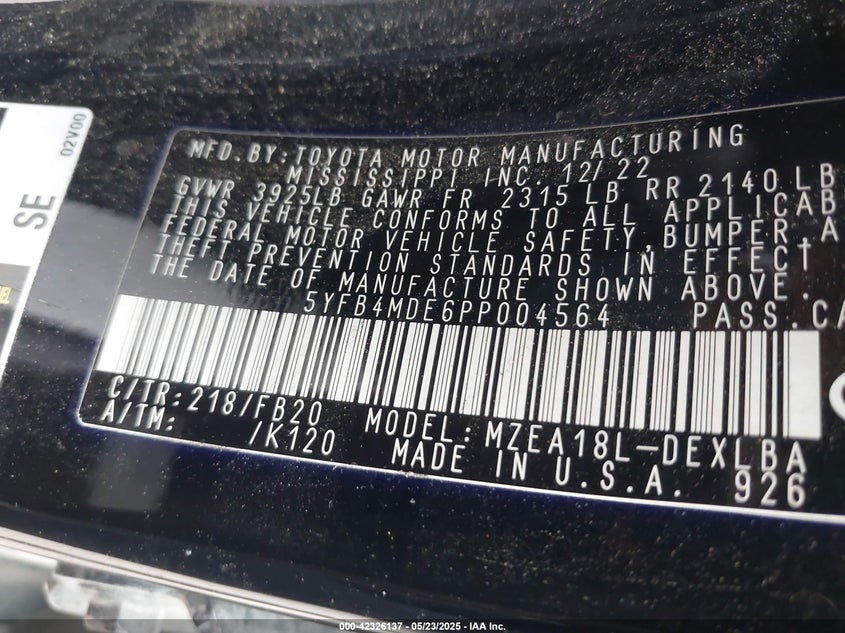 02V00
SE
MFD.BY:TOYOTA MOTOR MANUFACTURING
MISSISSIPPI INC. 12/22
GVWR 3925LB GAWR FR 2315 LB RR 2140 LB
THIS VEHICLE CONFORMS TO ALL APPLICAB
FEDERAL MOTOR VEHICLE SAFETY,BUMPER,A
THEFT PREVENTION STANDARDS IN EFFECT
THE DATE OF MANUFACTURE SHOWN ABOVE.
5YFB4MDE6PP004564 PASS.CA
C/TR:218/FB20 MODEL:MZEA18L-DEXLBA
A/TM: /K120 MADE IN U.S.A. 926
000-42326137 - 05/23/2025 - IAA Inc.